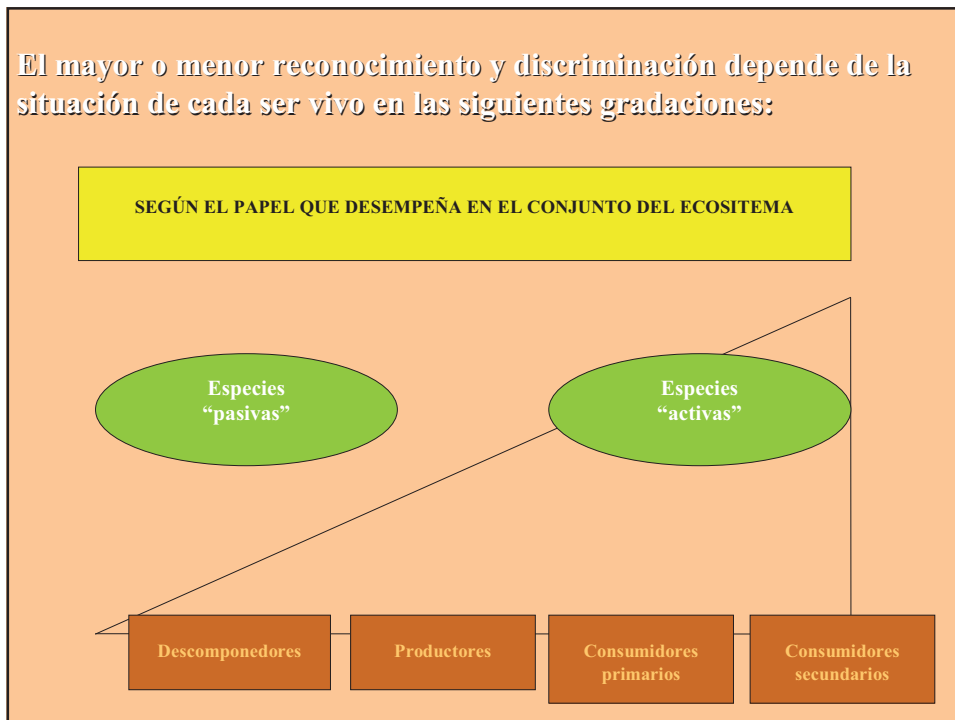 El mayor o menor reconocimiento y discriminación depende de la
situación de cada ser vivo en las siguientes gradaciones:
SEGÚN EL PAPEL QUE DESEMPEÑA EN EL CONJUNTO DEL ECOSITEMA
Especies
“pasivas”
Especies
“activas”
Descomponedores
Productores
Consumidores
primarios
Consumidores
secundarios